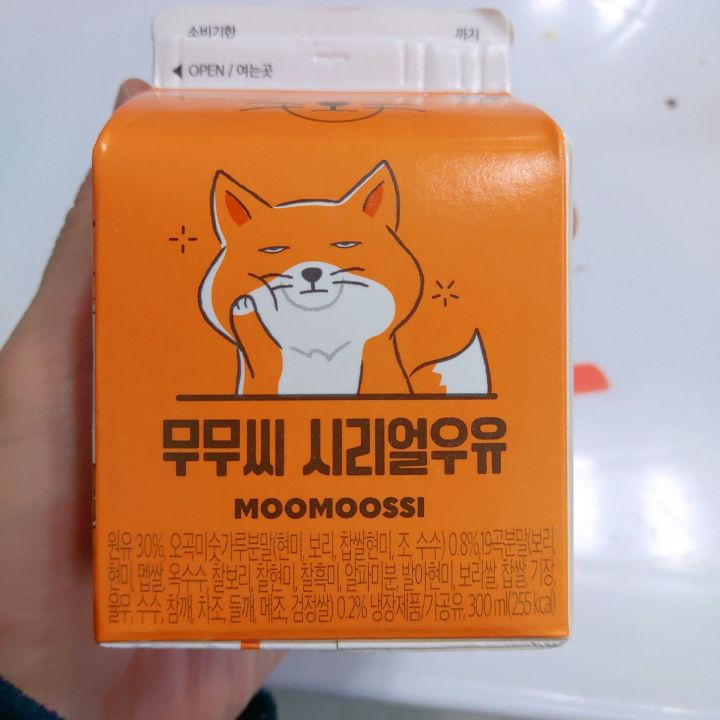 소비기한 까지
◀ OPEN / 여는곳
무무씨 시리얼우유
MOOMOOSSI
원유 30%, 오곡미숫가루분말(현미, 보리, 찹쌀현미, 조 수수) 0.8%,19곡분말(보리,
현미, 멥쌀, 옥수수, 찰보리, 찰현미, 찰흑미, 알파미분 발아현미, 보리쌀 찹쌀 기장,
율무, 수수, 참깨, 차조, 들깨, 메조, 검정쌀) 0.2% 냉장제품/가공유, 300 ml(255 kcal)